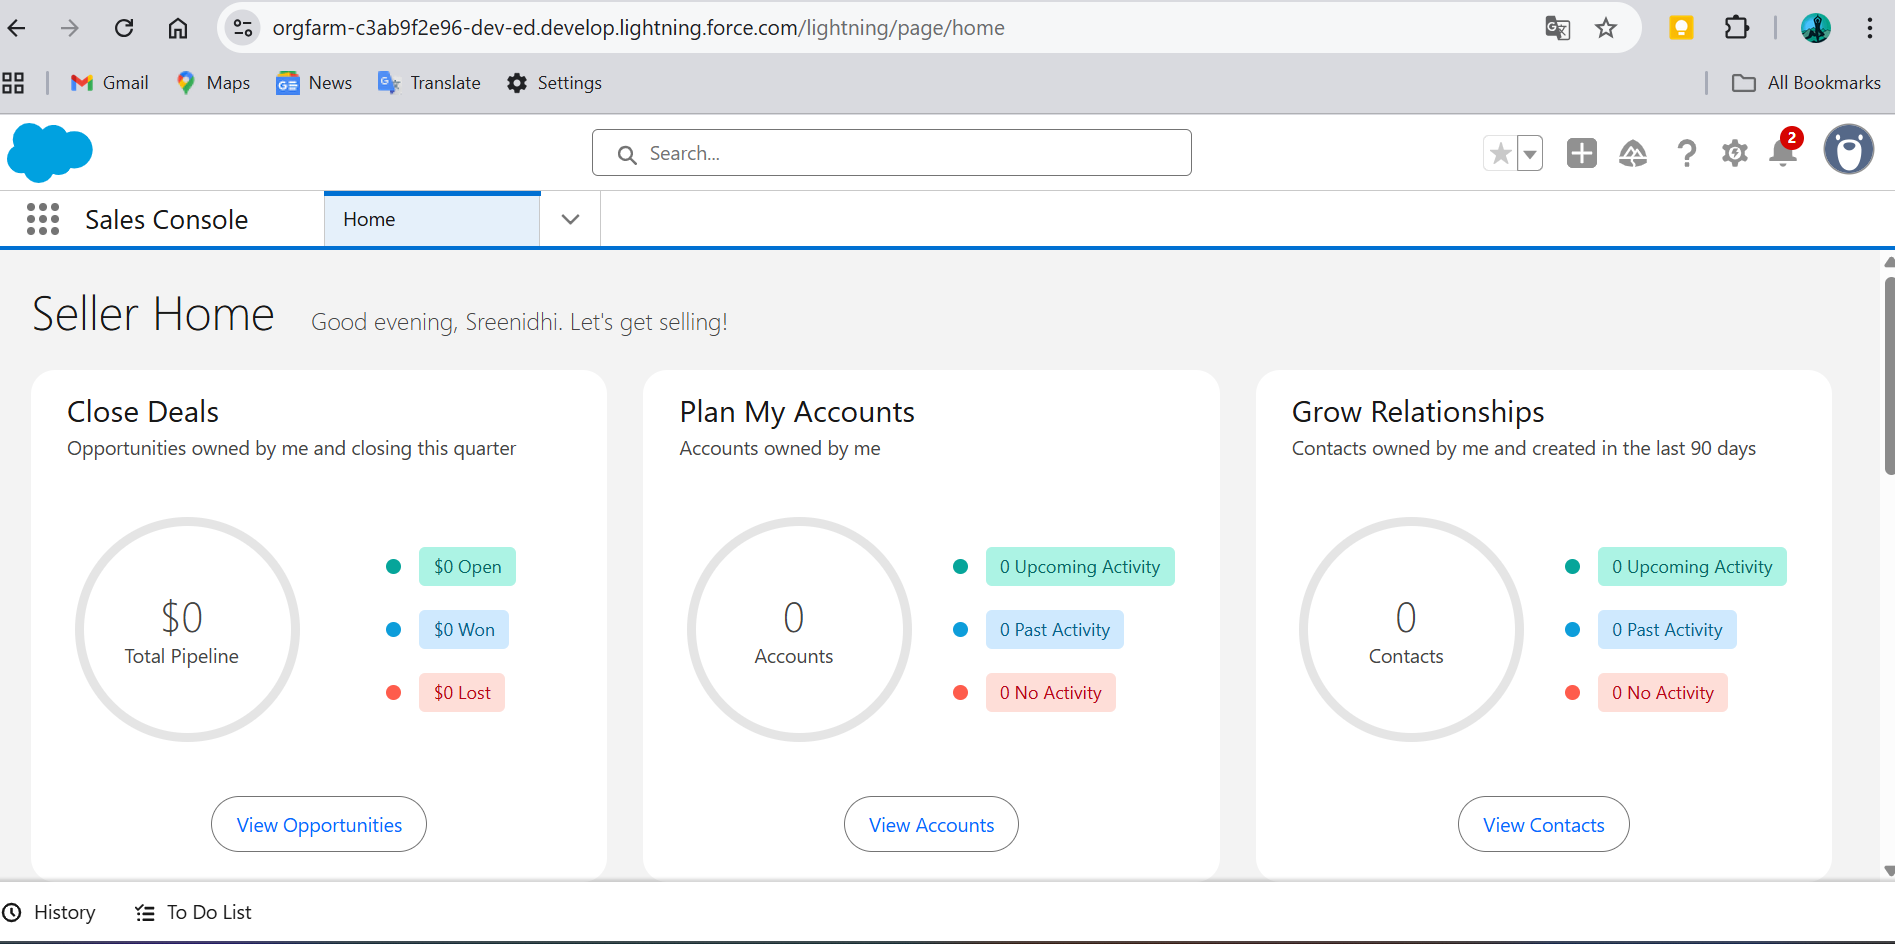 orgfarm-c3ab9f2e96-dev-ed.develop.lightning.force.com/lightning/page/home
Gmail Maps News Translate Settings All Bookmarks
Search... 2
Sales Console Home
Seller Home Good evening, Sreenidhi. Let's get selling!
Close Deals
Opportunities owned by me and closing this quarter
$0
Total Pipeline
$0 Open
$0 Won
$0 Lost
View Opportunities
Plan My Accounts
Accounts owned by me
0
Accounts
0 Upcoming Activity
0 Past Activity
0 No Activity
View Accounts
Grow Relationships
Contacts owned by me and created in the last 90 days
0
Contacts
0 Upcoming Activity
0 Past Activity
0 No Activity
View Contacts
History To Do List